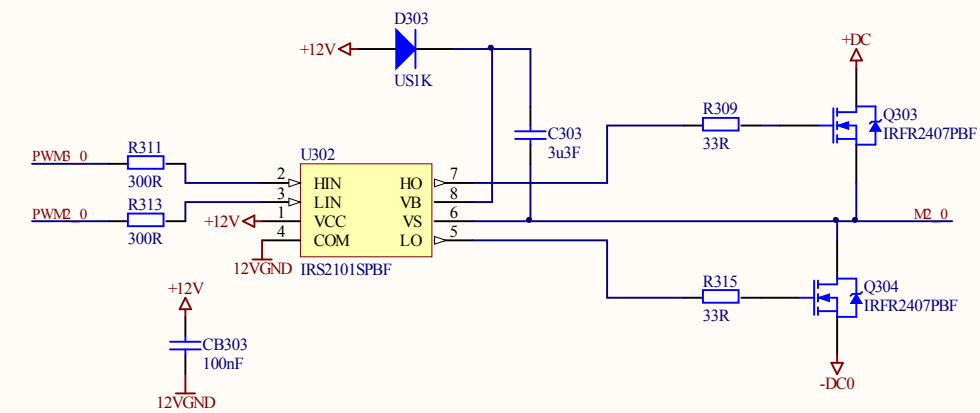 D303
+12V
US1K
+DC
R309
33R
Q303
IRFR2407PBF
C303
3u3F
R311
300R
PWM3_0
U302
2
HIN
HO
7
3
LIN
VB
8
R313
300R
PWM2_0
+12V
1
VCC
VS
6
M2_0
4
COM
LO
5
12VGND
IRS2101SPBF
R315
33R
Q304
IRFR2407PBF
+12V
CB303
100nF
12VGND
-DC0